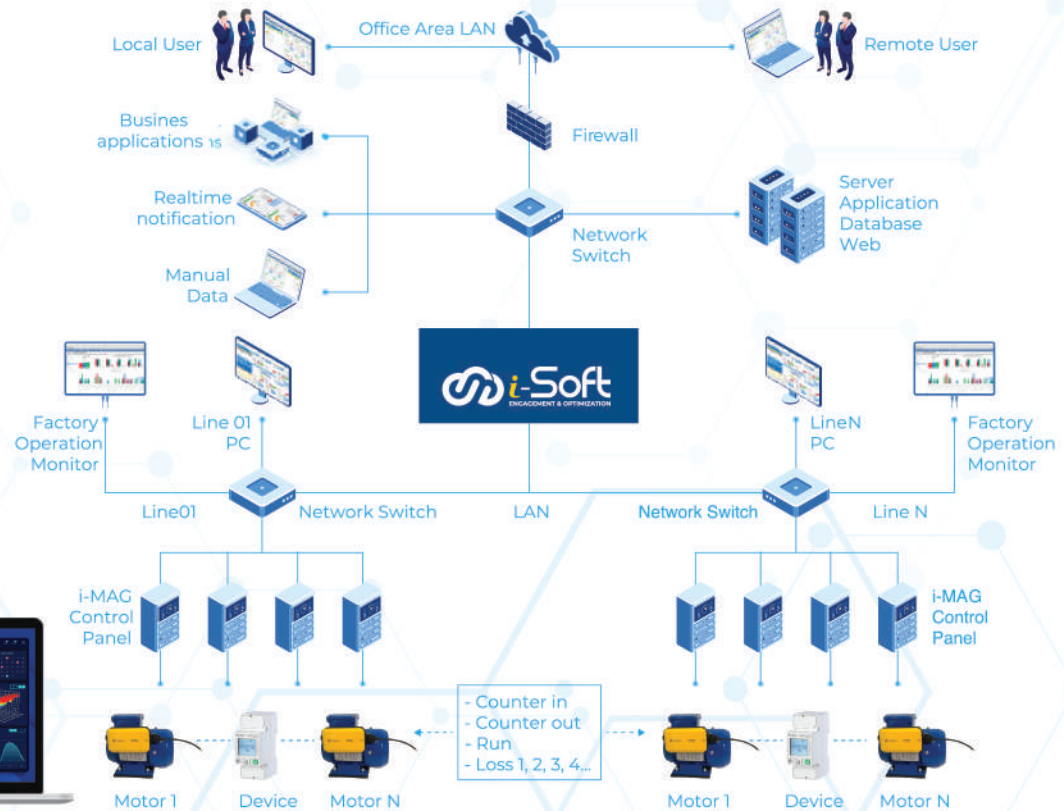 Local User
Office Area LAN
Remote User
Busines
applications
Firewall
Realtime
notification
Server
Application
Database
Web
Network
Switch
Manual
Data
i-Soft
ENGAGEMENT & OPTIMIZATION
Factory
Operation
Monitor
Line 01
PC
LineN
PC
Factory
Operation
Monitor
Line01
Network Switch
LAN
Network Switch
Line N
i-MAG
Control
Panel
i-MAG
Control
Panel
- Counter in
- Counter out
- Run
- Loss 1, 2, 3, 4...
Motor 1
Device
Motor N
Motor 1
Device
Motor N